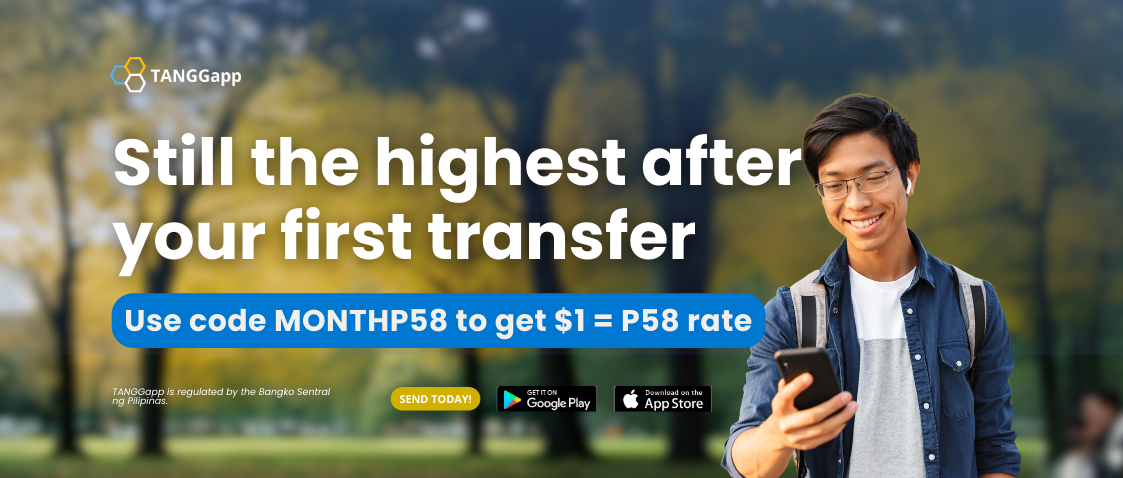 TANGGapp
Still the highest after
your first transfer
Use code MONTHP58 to get $1 = P58 rate
TANGGapp is regulated by the Bangko Sentral
ng Pilipinas.
SEND TODAY!
GET IT ON
Google Play
Download on the
App Store